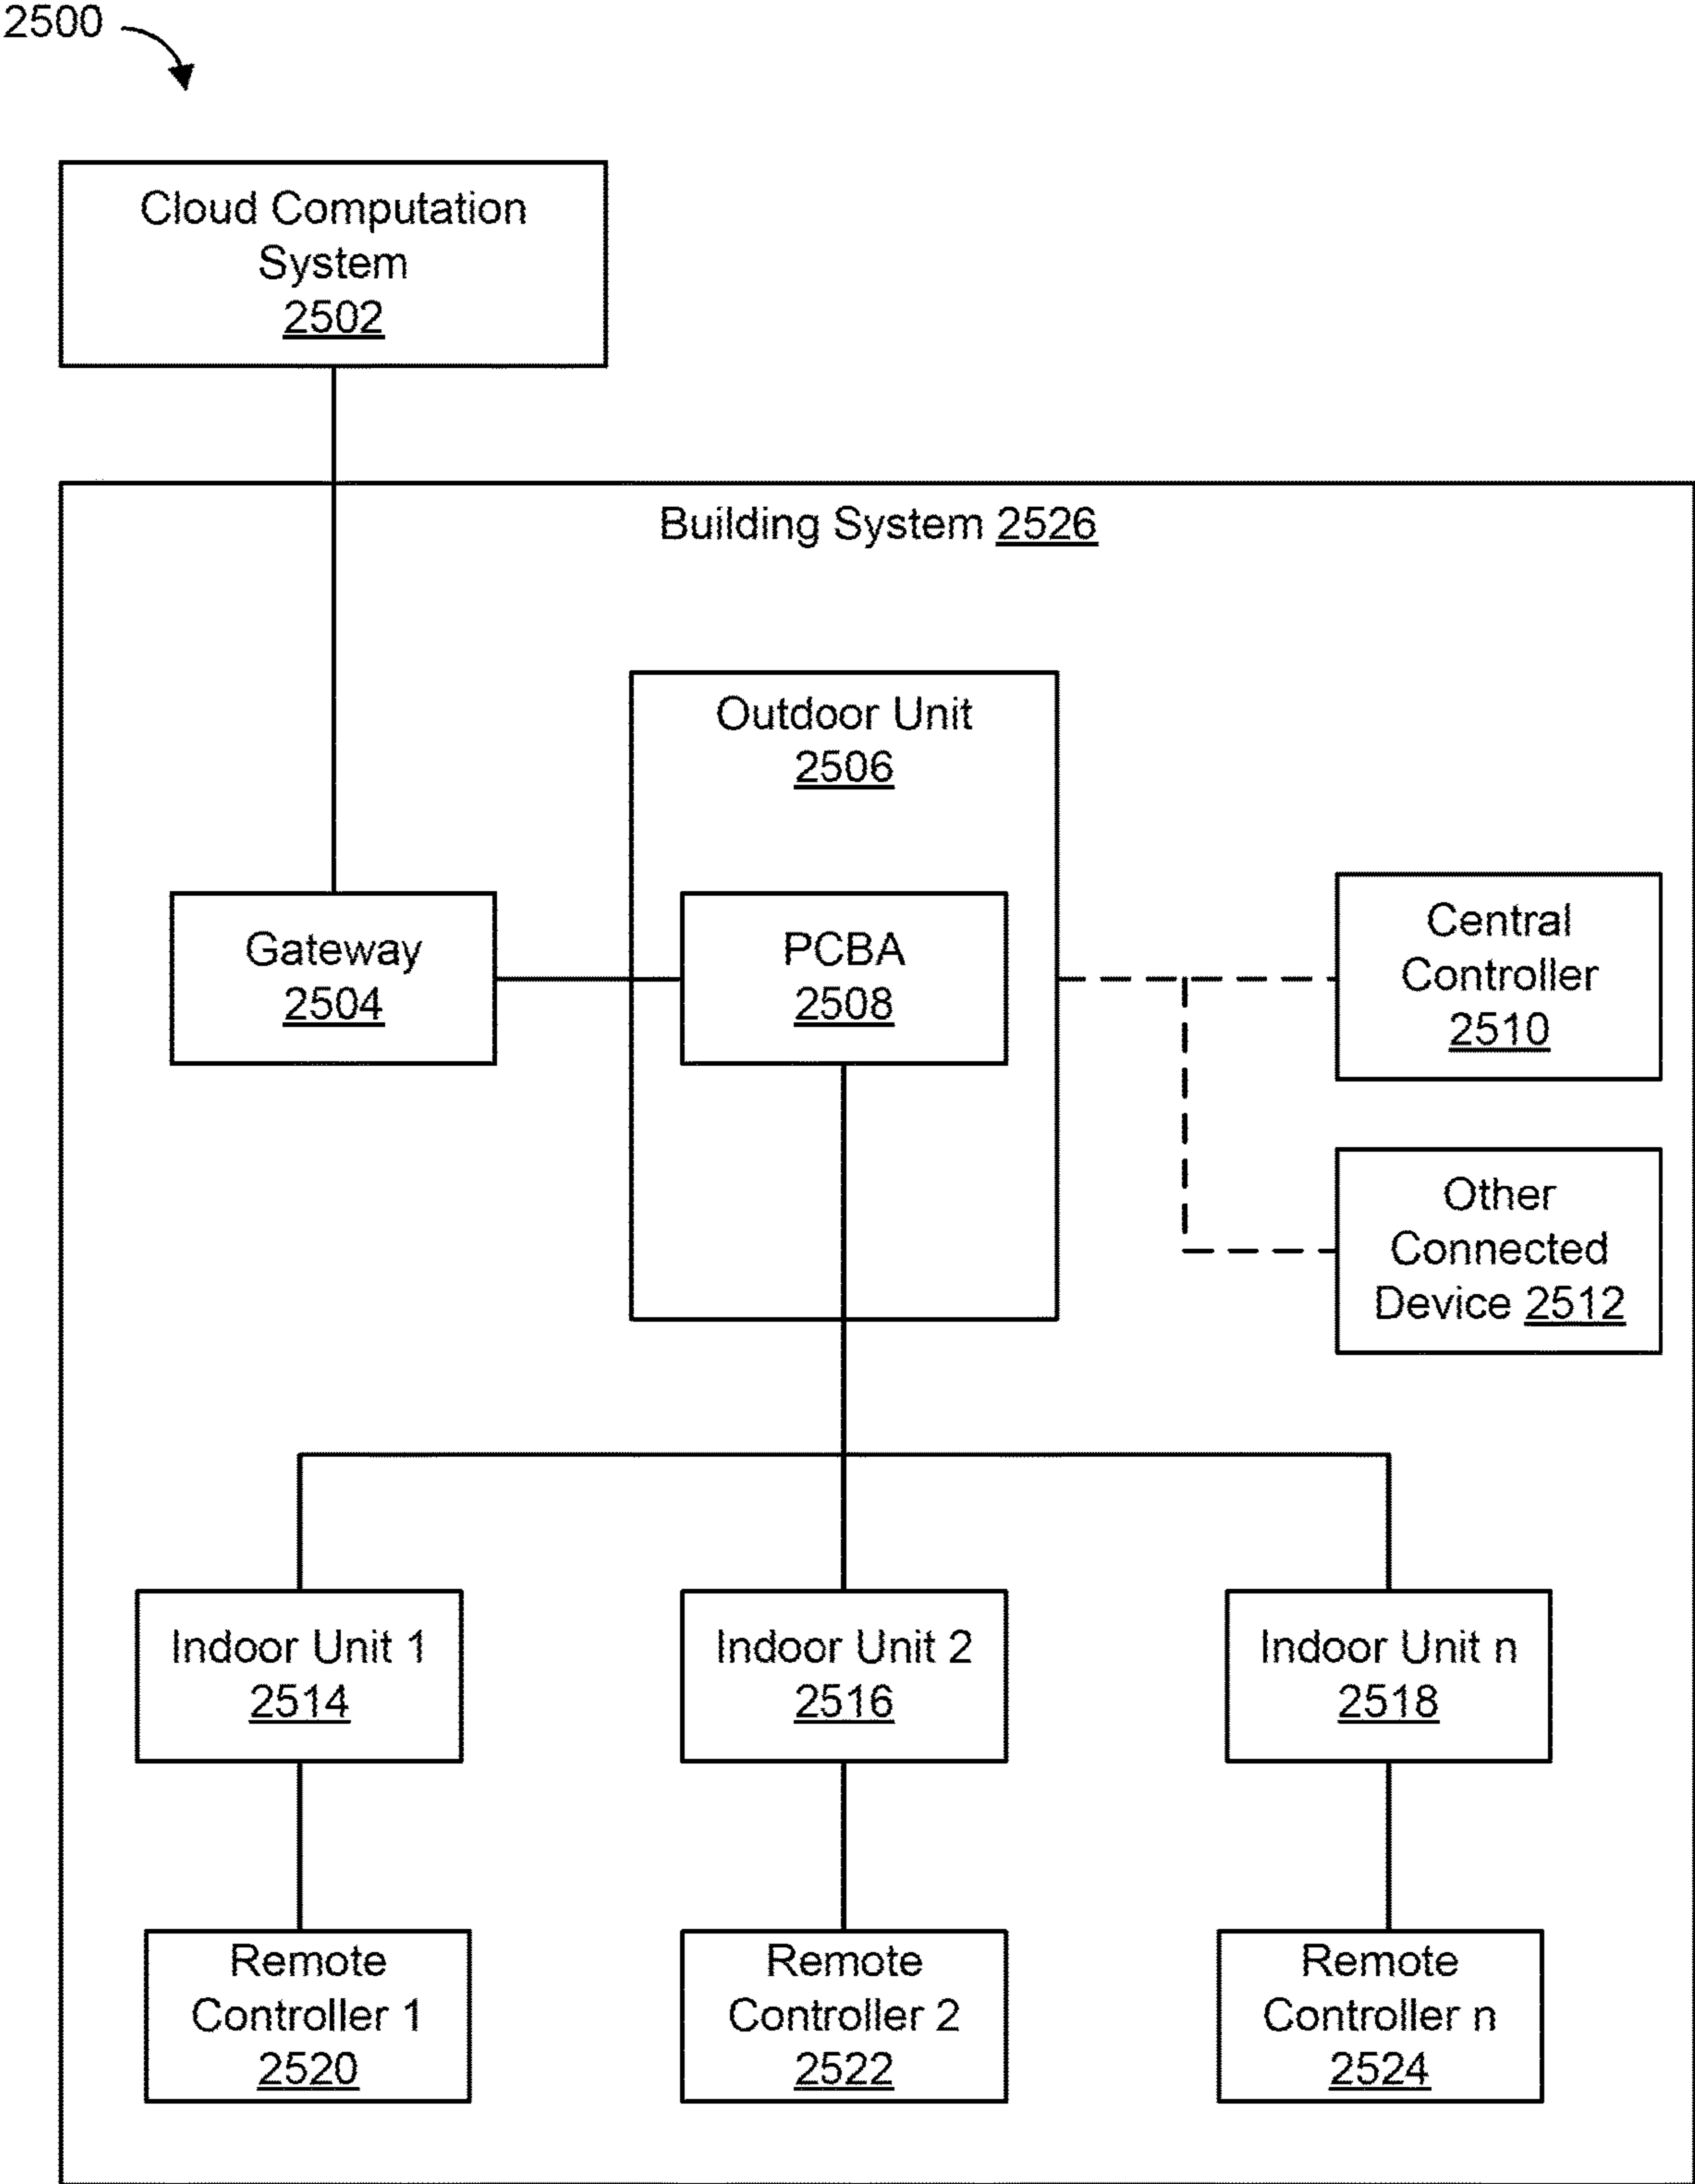 2500
Cloud Computation
System
2502
Building System 2526
Outdoor Unit
2506
Gateway
2504
PCBA
2508
Central
Controller
2510
Other
Connected
Device 2512
Indoor Unit 1
2514
Indoor Unit 2
2516
Indoor Unit n
2518
Remote
Controller 1
2520
Remote
Controller 2
2522
Remote
Controller n
2524